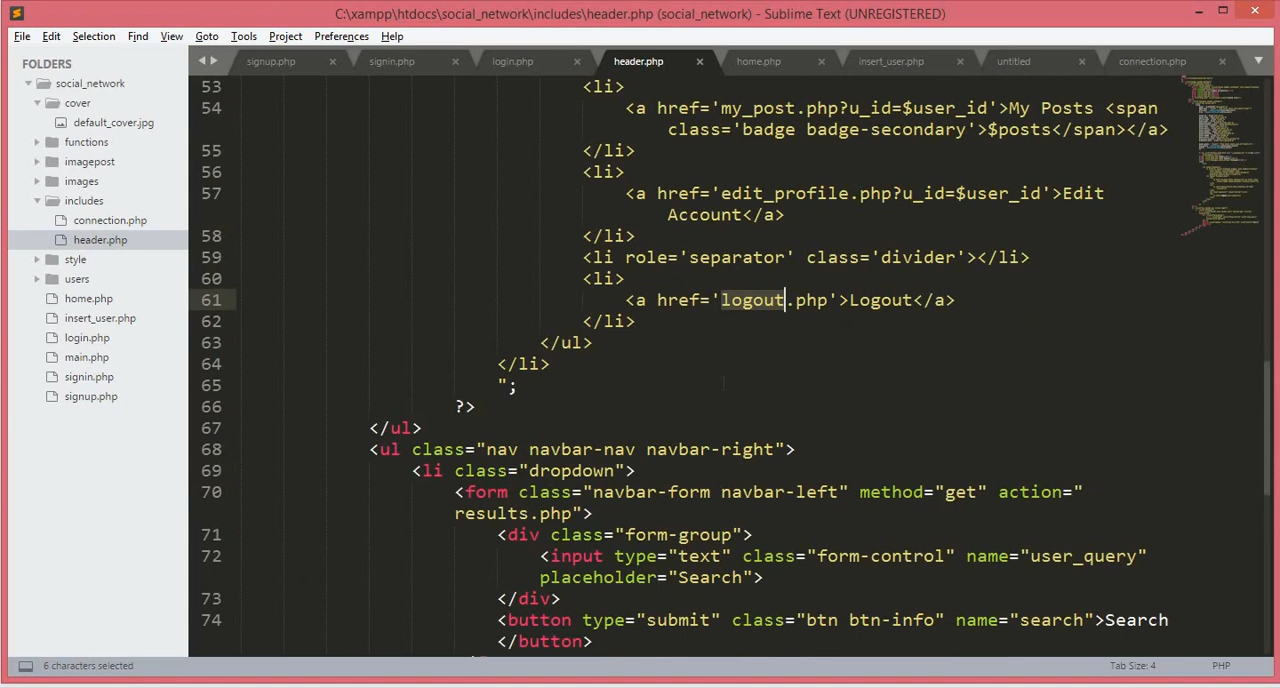 C:\xampp\htdocs\social_network\includes\header.php (social_network) - Sublime Text (UNREGISTERED)
File Edit Selection Find View Goto Tools Project Preferences Help
FOLDERS
social_network
cover
default_cover.jpg
functions
imagepost
images
includes
connection.php
header.php
style
users
home.php
insert_user.php
login.php
main.php
signin.php
signup.php
signup.php signin.php login.php header.php home.php insert_user.php untitled connection.php
53 <li>
54 <a href='my_post.php?u_id=$user_id'>My Posts <span
class='badge badge-secondary'>$posts</span></a>
55 </li>
56 <li>
57 <a href='edit_profile.php?u_id=$user_id'>Edit
Account</a>
58 </li>
59 <li role='separator' class='divider'></li>
60 <li>
61 <a href='logout.php'>Logout</a>
62 </li>
63 </ul>
64 </li>
65 ";
66 ?>
67 </ul>
68 <ul class="nav navbar-nav navbar-right">
69 <li class="dropdown">
70 <form class="navbar-form navbar-left" method="get" action="
results.php">
71 <div class="form-group">
72 <input type="text" class="form-control" name="user_query"
placeholder="Search">
73 </div>
74 <button type="submit" class="btn btn-info" name="search">Search
</button>
6 characters selected Tab Size: 4 PHP